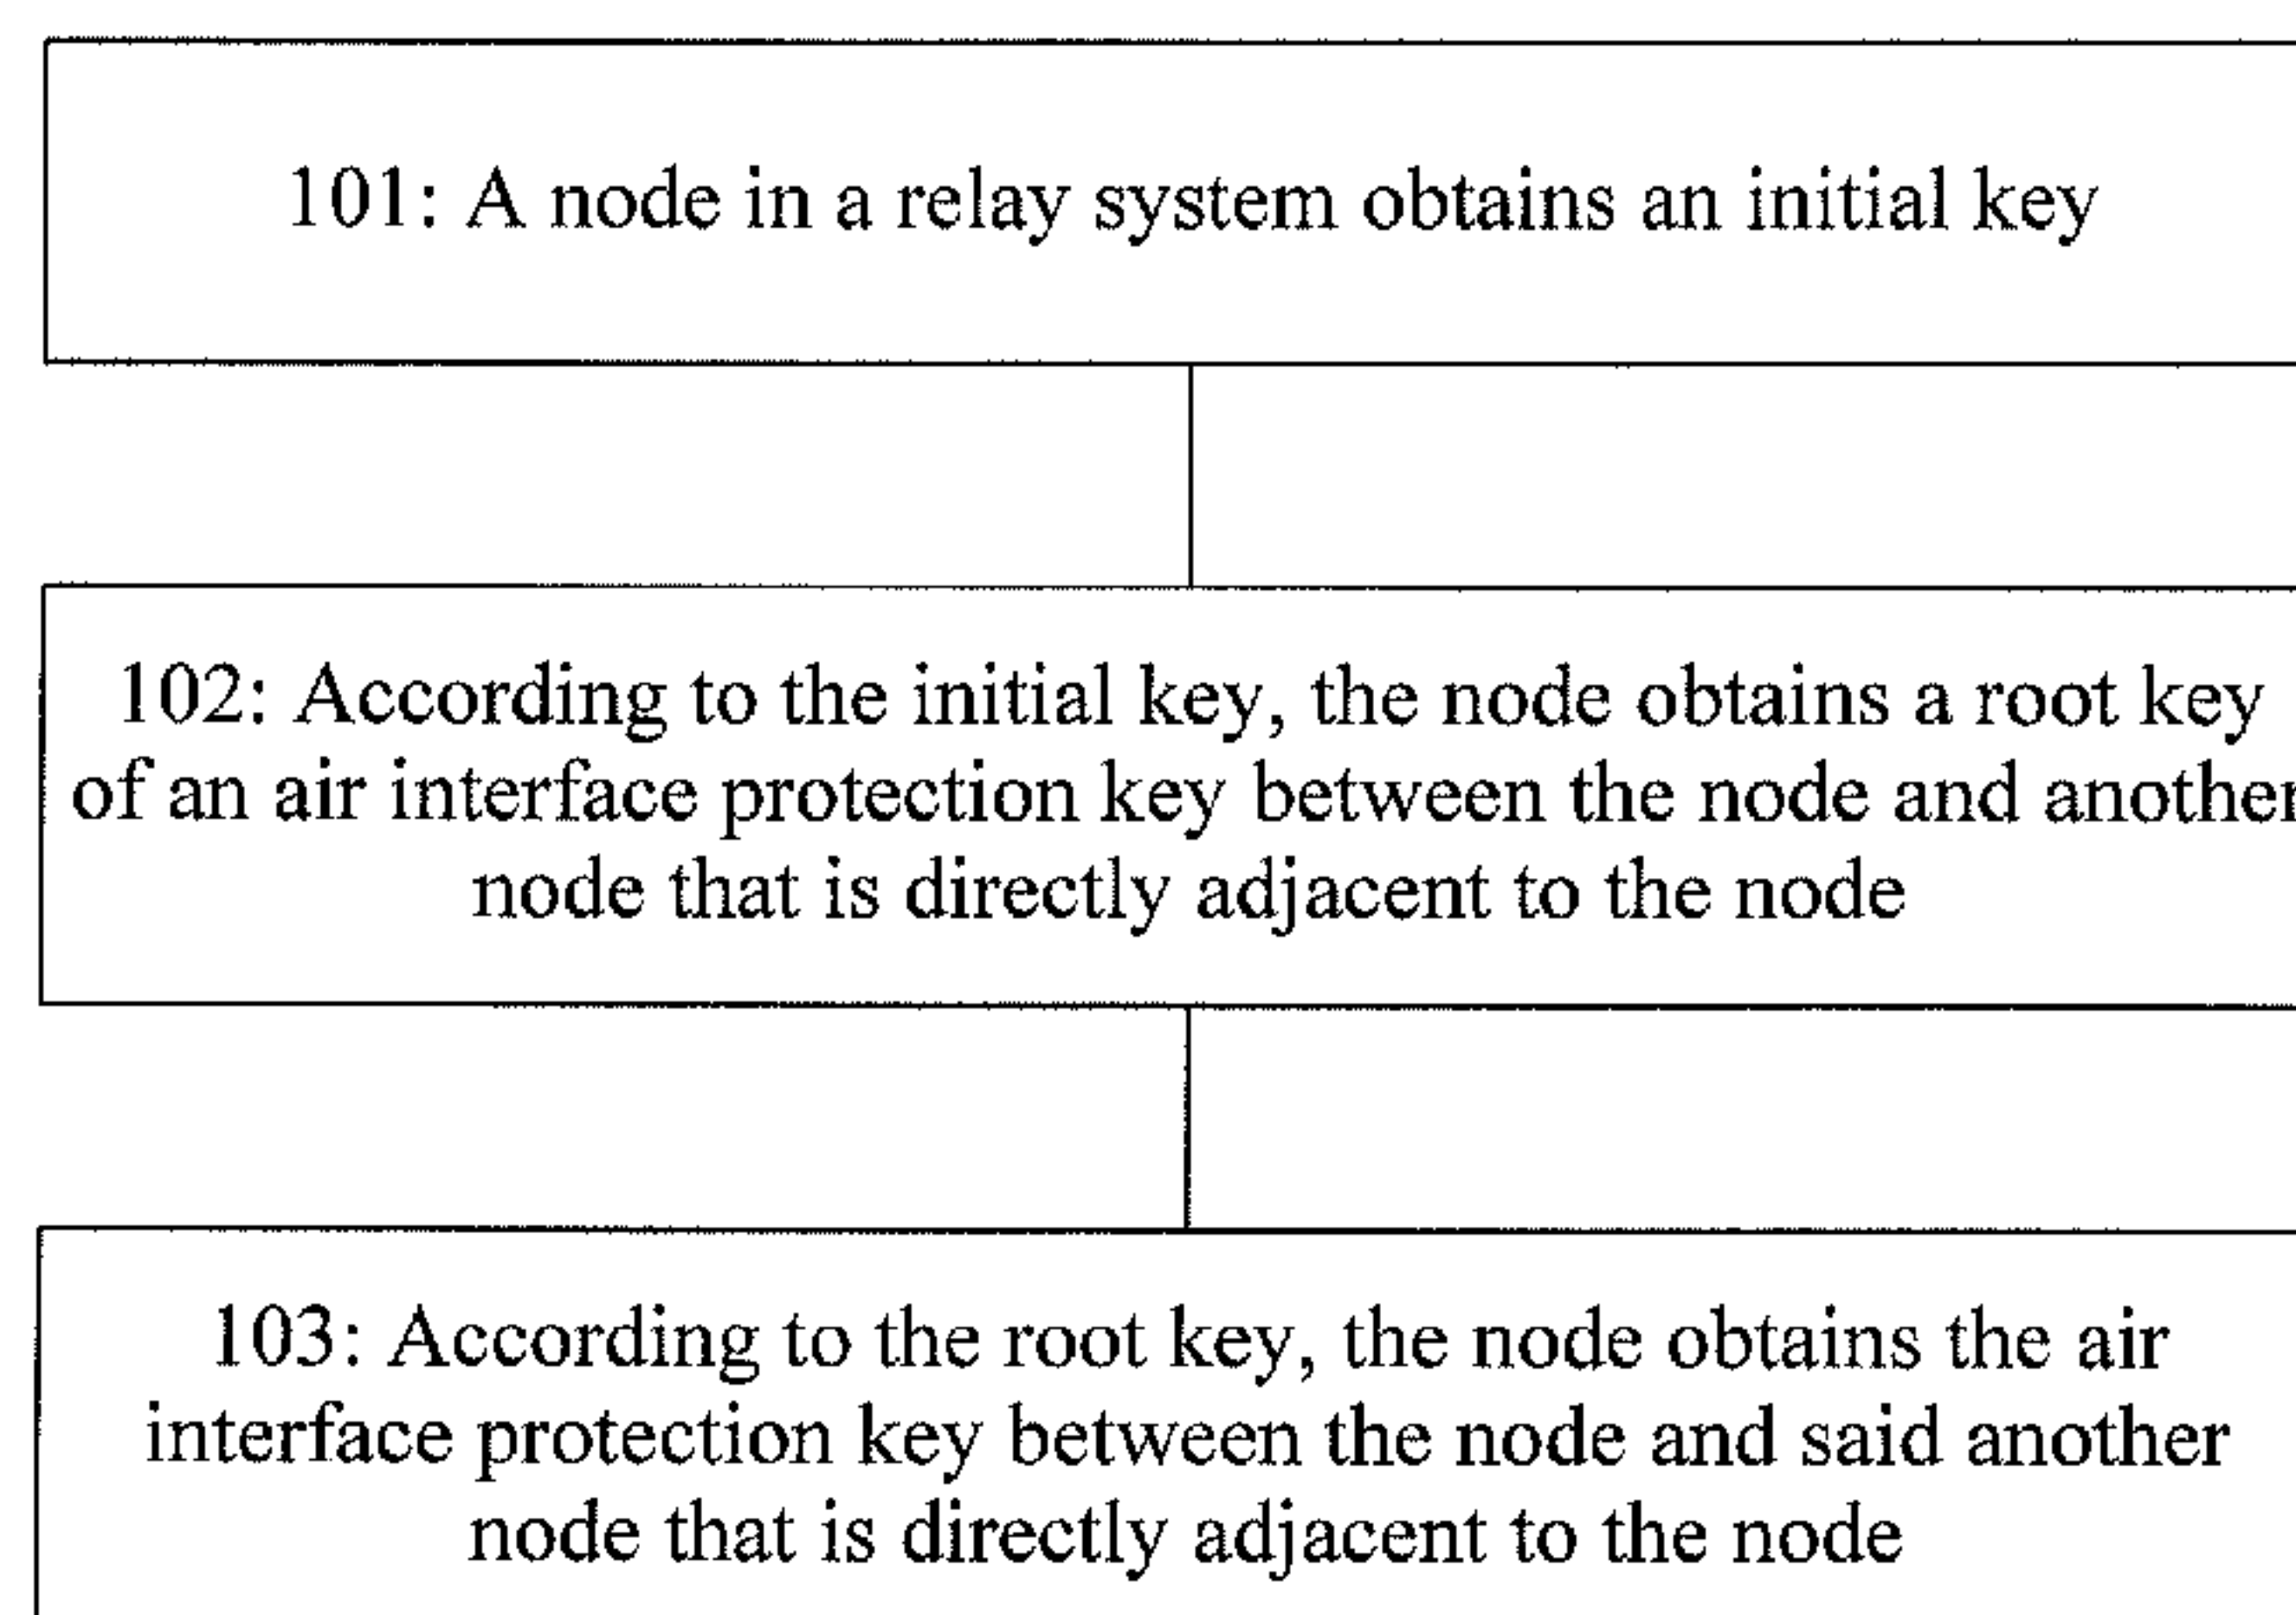 101: A node in a relay system obtains an initial key
102: According to the initial key, the node obtains a root key
of an air interface protection key between the node and another
node that is directly adjacent to the node
103: According to the root key, the node obtains the air
interface protection key between the node and said another
node that is directly adjacent to the node